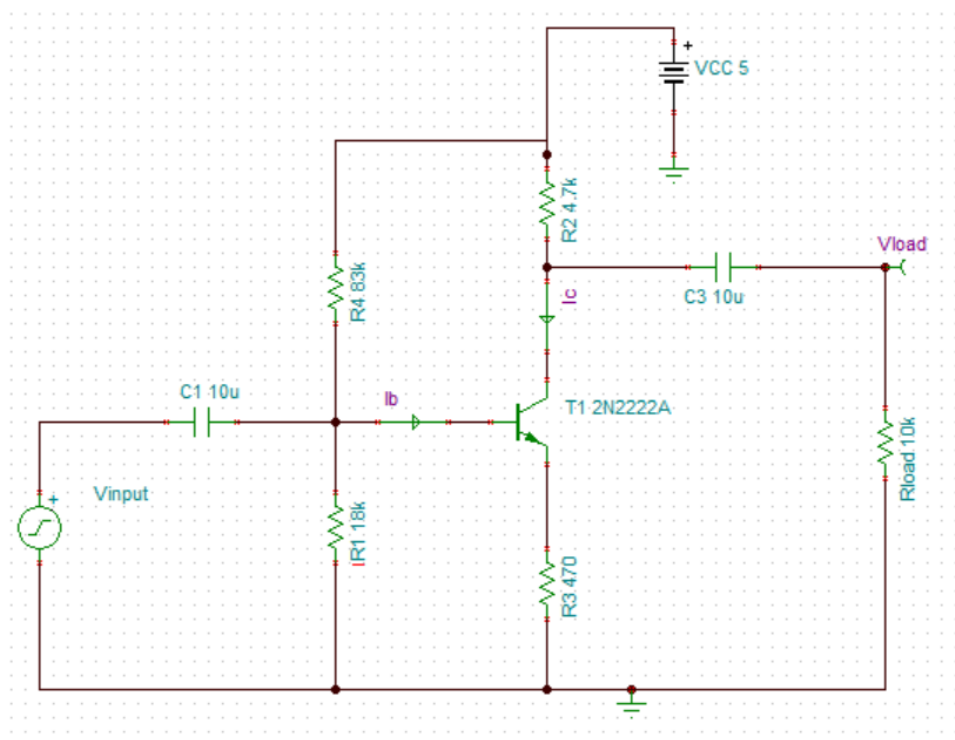 +
VCC 5
R2 4.7k
Vload
R4 83k
C3 10u
Ic
C1 10u
Ib
T1 2N2222A
Rload 10k
+
Vinput
R1 18k
R3 470